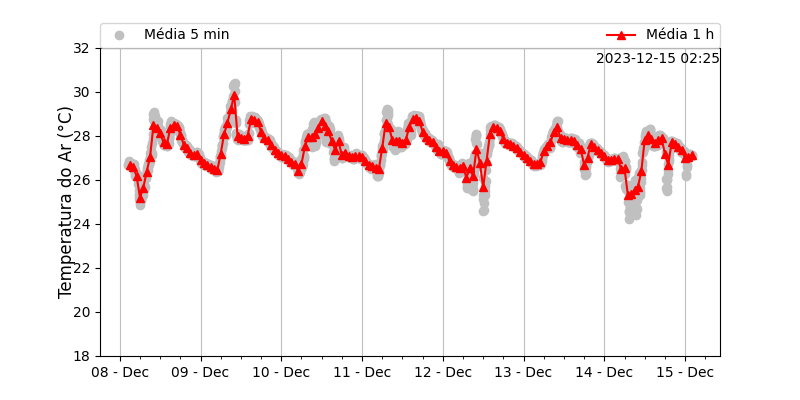 Média 5 min
Média 1 h
2023-12-15 02:25
Temperatura do Ar (°C)
32
30
28
26
24
22
20
18
08 - Dec
09 - Dec
10 - Dec
11 - Dec
12 - Dec
13 - Dec
14 - Dec
15 - Dec